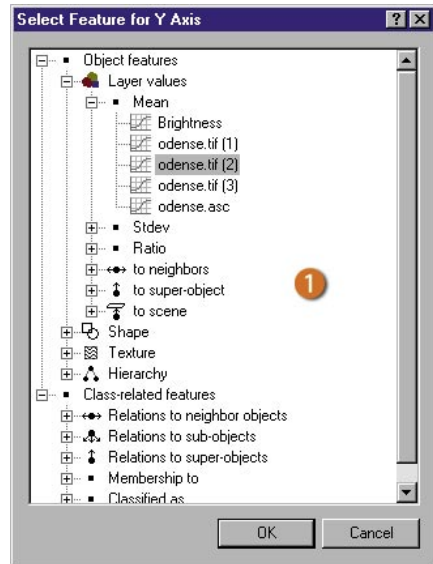 Select Feature for Y Axis
Object features
Layer values
Mean
Brightness
odense.tif (1)
odense.tif (2)
odense.tif (3)
odense.asc
Stdev
Ratio
to neighbors
to super-object
to scene
1
Shape
Texture
Hierarchy
Class-related features
Relations to neighbor objects
Relations to sub-objects
Relations to super-objects
Membership to
Classified as
OK Cancel